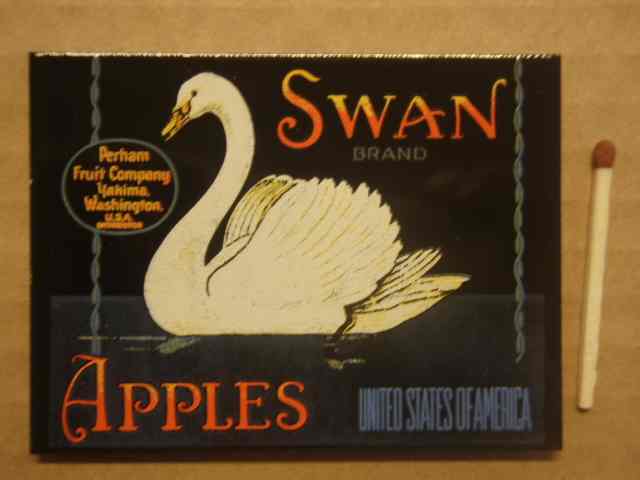 SWAN
BRAND
Perham
Fruit Company
Yakima,
Washington,
U.S.A.
APPLES
UNITED STATES OF AMERICA